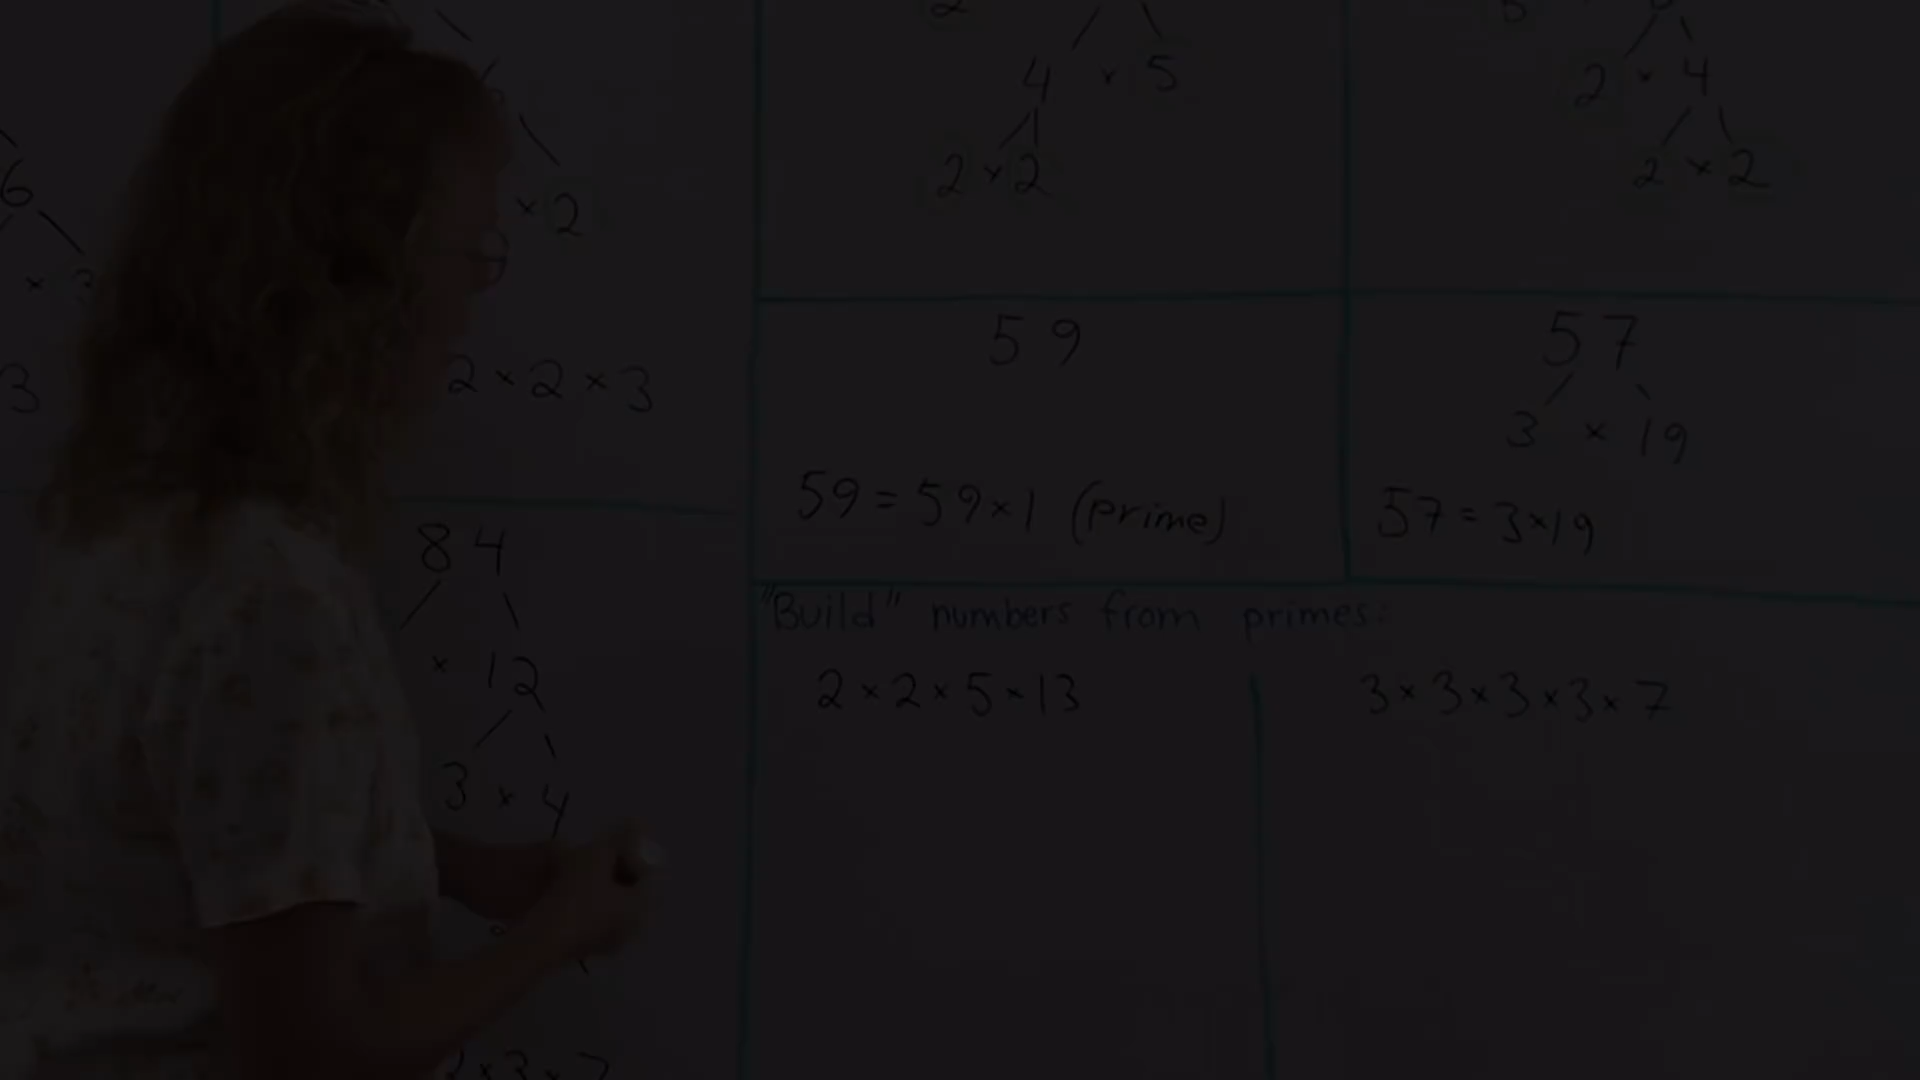 4 × 5
2 × 4
2 × 2
2 × 2
6
× 2
59
57
3 × 19
2 × 2 × 3
3
59 = 59 × 1 (prime)
57 = 3 × 19
84
× 12
3 × 4
"Build" numbers from primes:
2 × 2 × 5 × 13
3 × 3 × 3 × 3 × 7